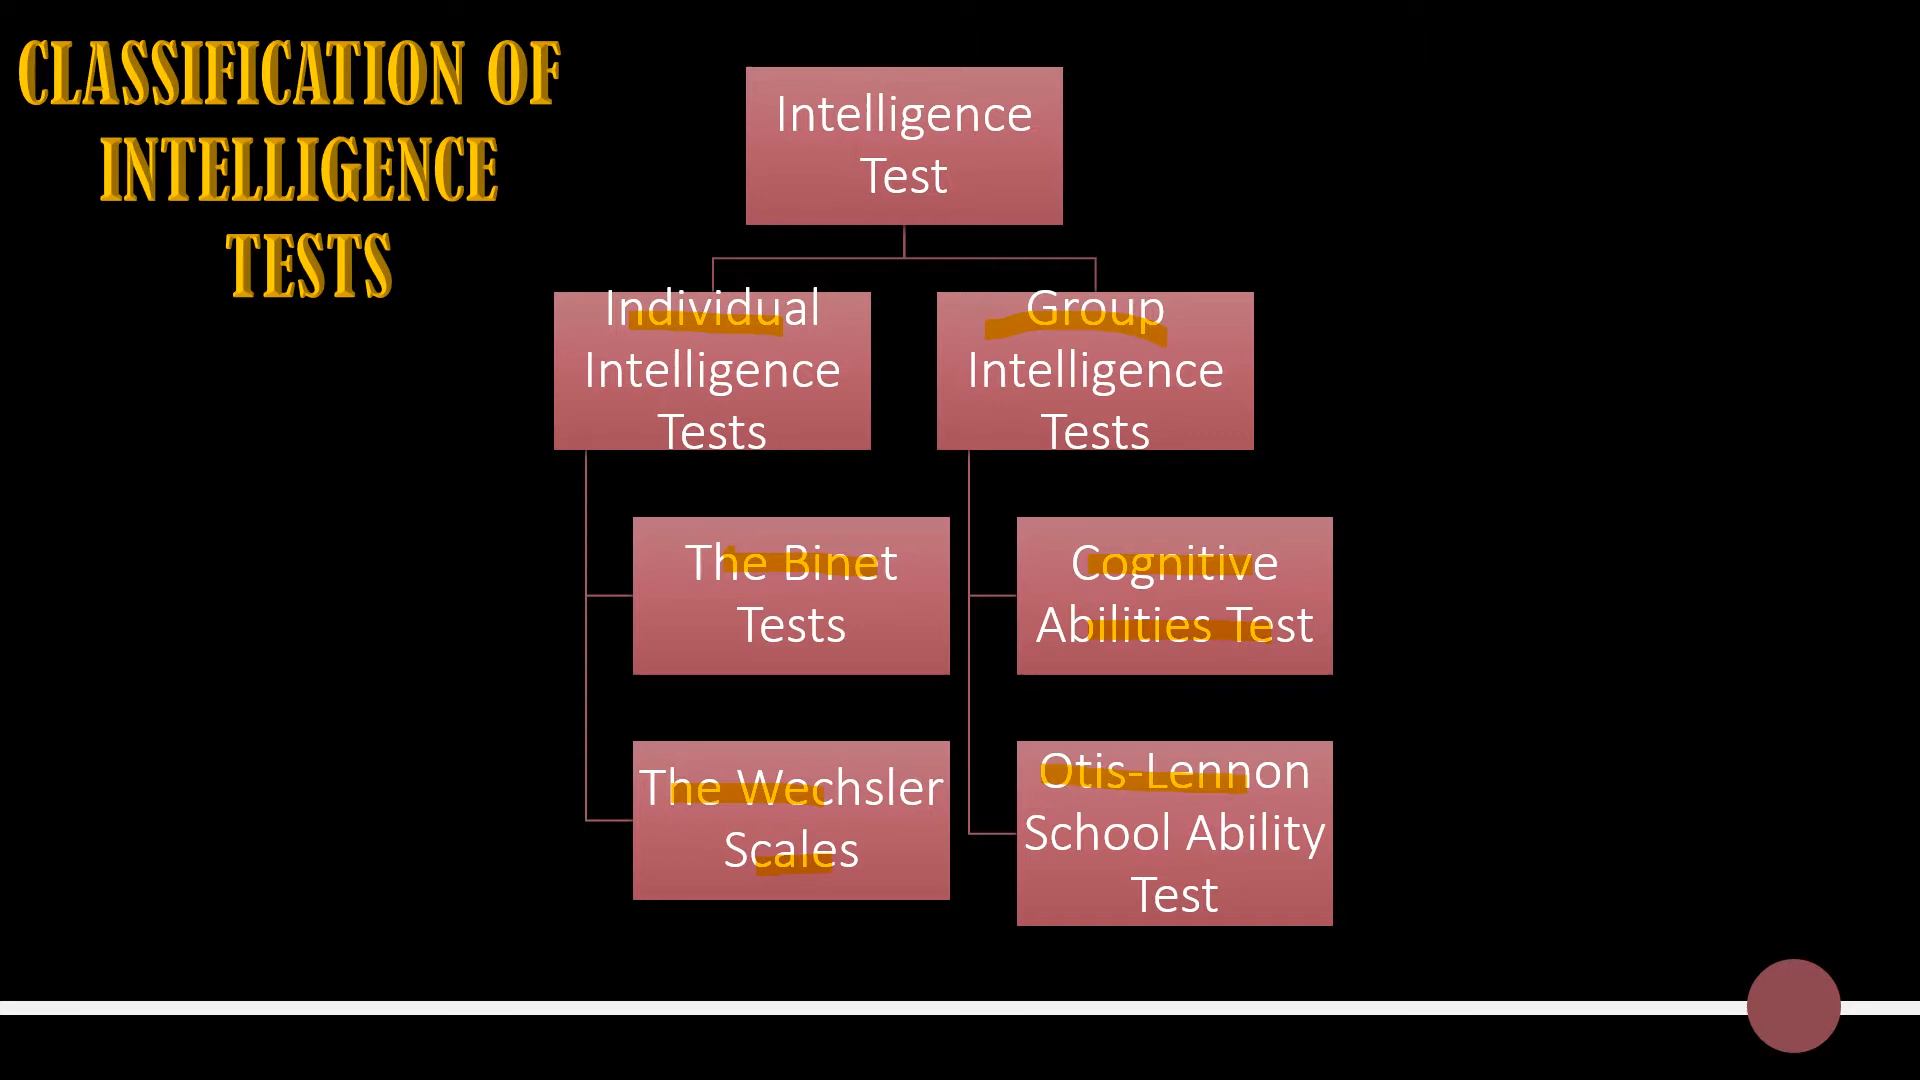 CLASSIFICATION OF
INTELLIGENCE
TESTS
Intelligence
Test
Individual
Intelligence
Tests
Group
Intelligence
Tests
The Binet
Tests
Cognitive
Abilities Test
The Wechsler
Scales
Otis-Lennon
School Ability
Test